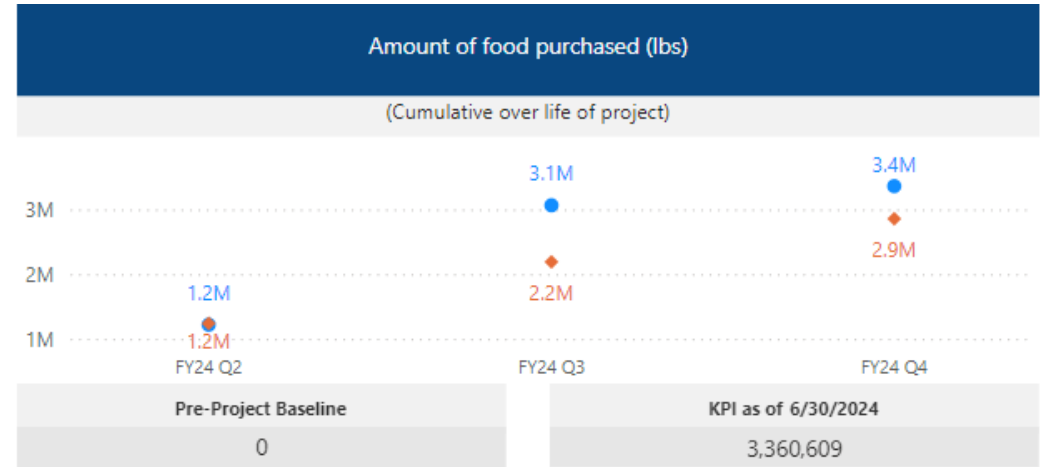 Amount of food purchased (lbs)
(Cumulative over life of project)
3.1M
3.4M
3M
2.9M
2M
1.2M
2.2M
1M
1.2M
FY24 Q2
FY24 Q3
FY24 Q4
Pre-Project Baseline
KPI as of 6/30/2024
0
3,360,609